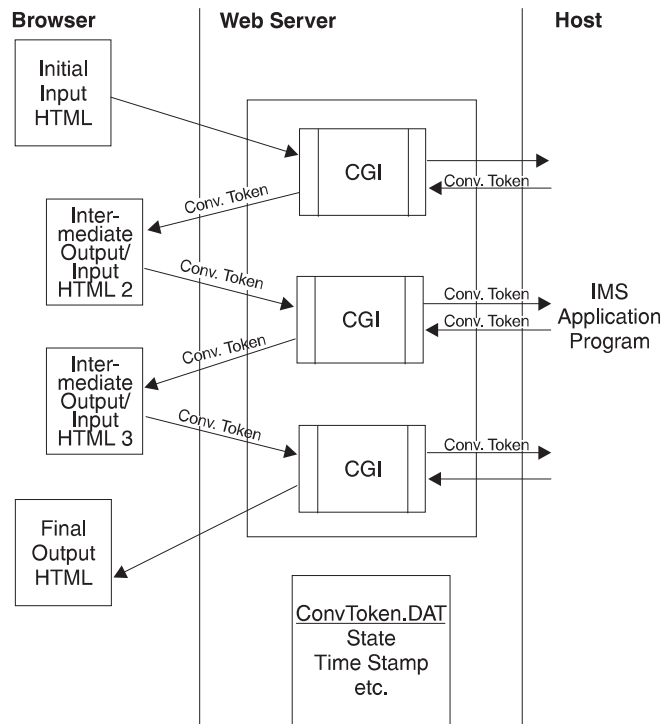 Browser
Web Server
Host
Initial
Input
HTML
CGI
Conv. Token
Conv. Token
Inter-
mediate
Output/
Input
HTML 2
Conv. Token
CGI
Conv. Token
Conv. Token
IMS
Application
Program
Conv. Token
Inter-
mediate
Output/
Input
HTML 3
Conv. Token
CGI
Conv. Token
Final
Output
HTML
ConvToken.DAT
State
Time Stamp
etc.